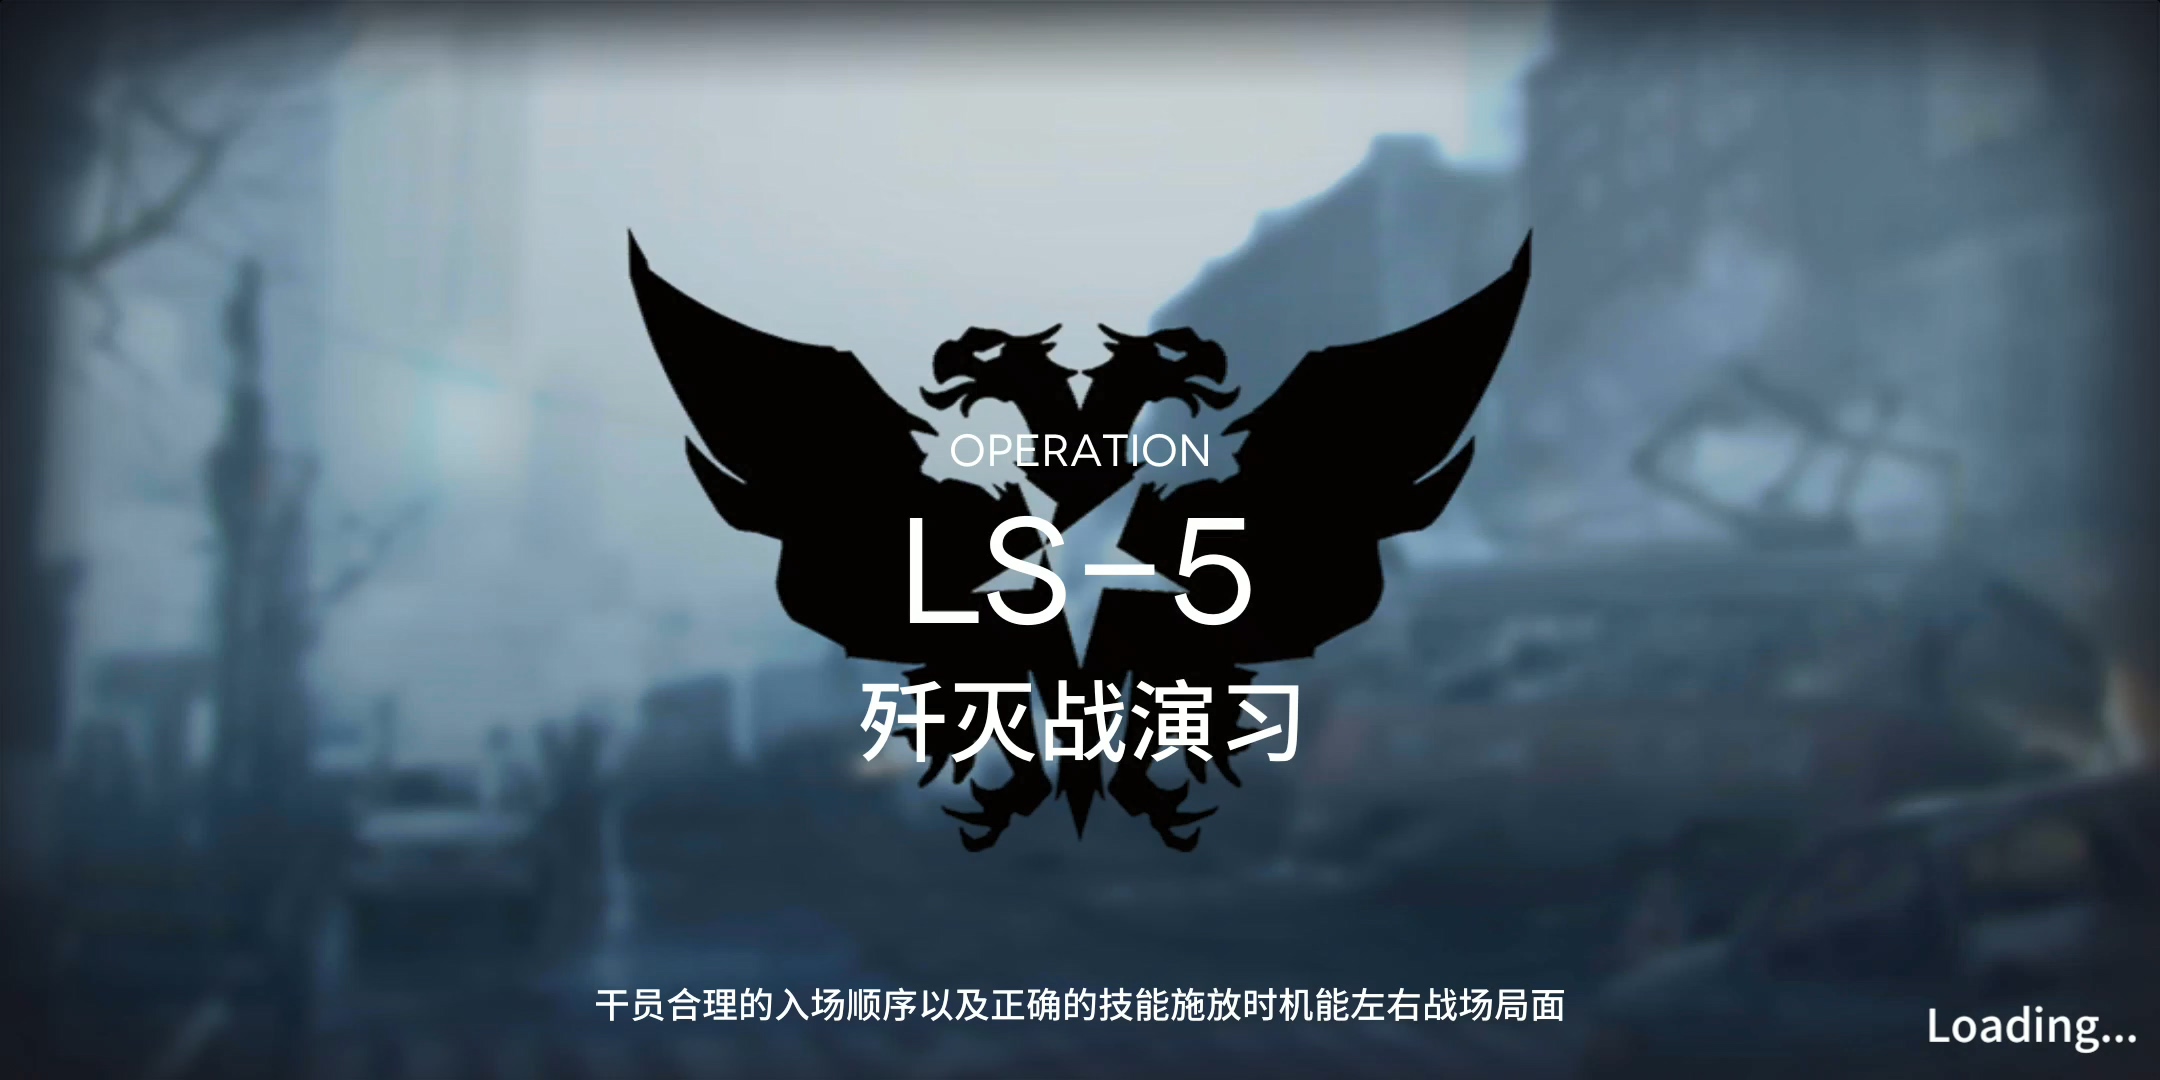 OPERATION
LS-5
歼灭战演习
干员合理的入场顺序以及正确的技能施放时机能左右战场局面
Loading...